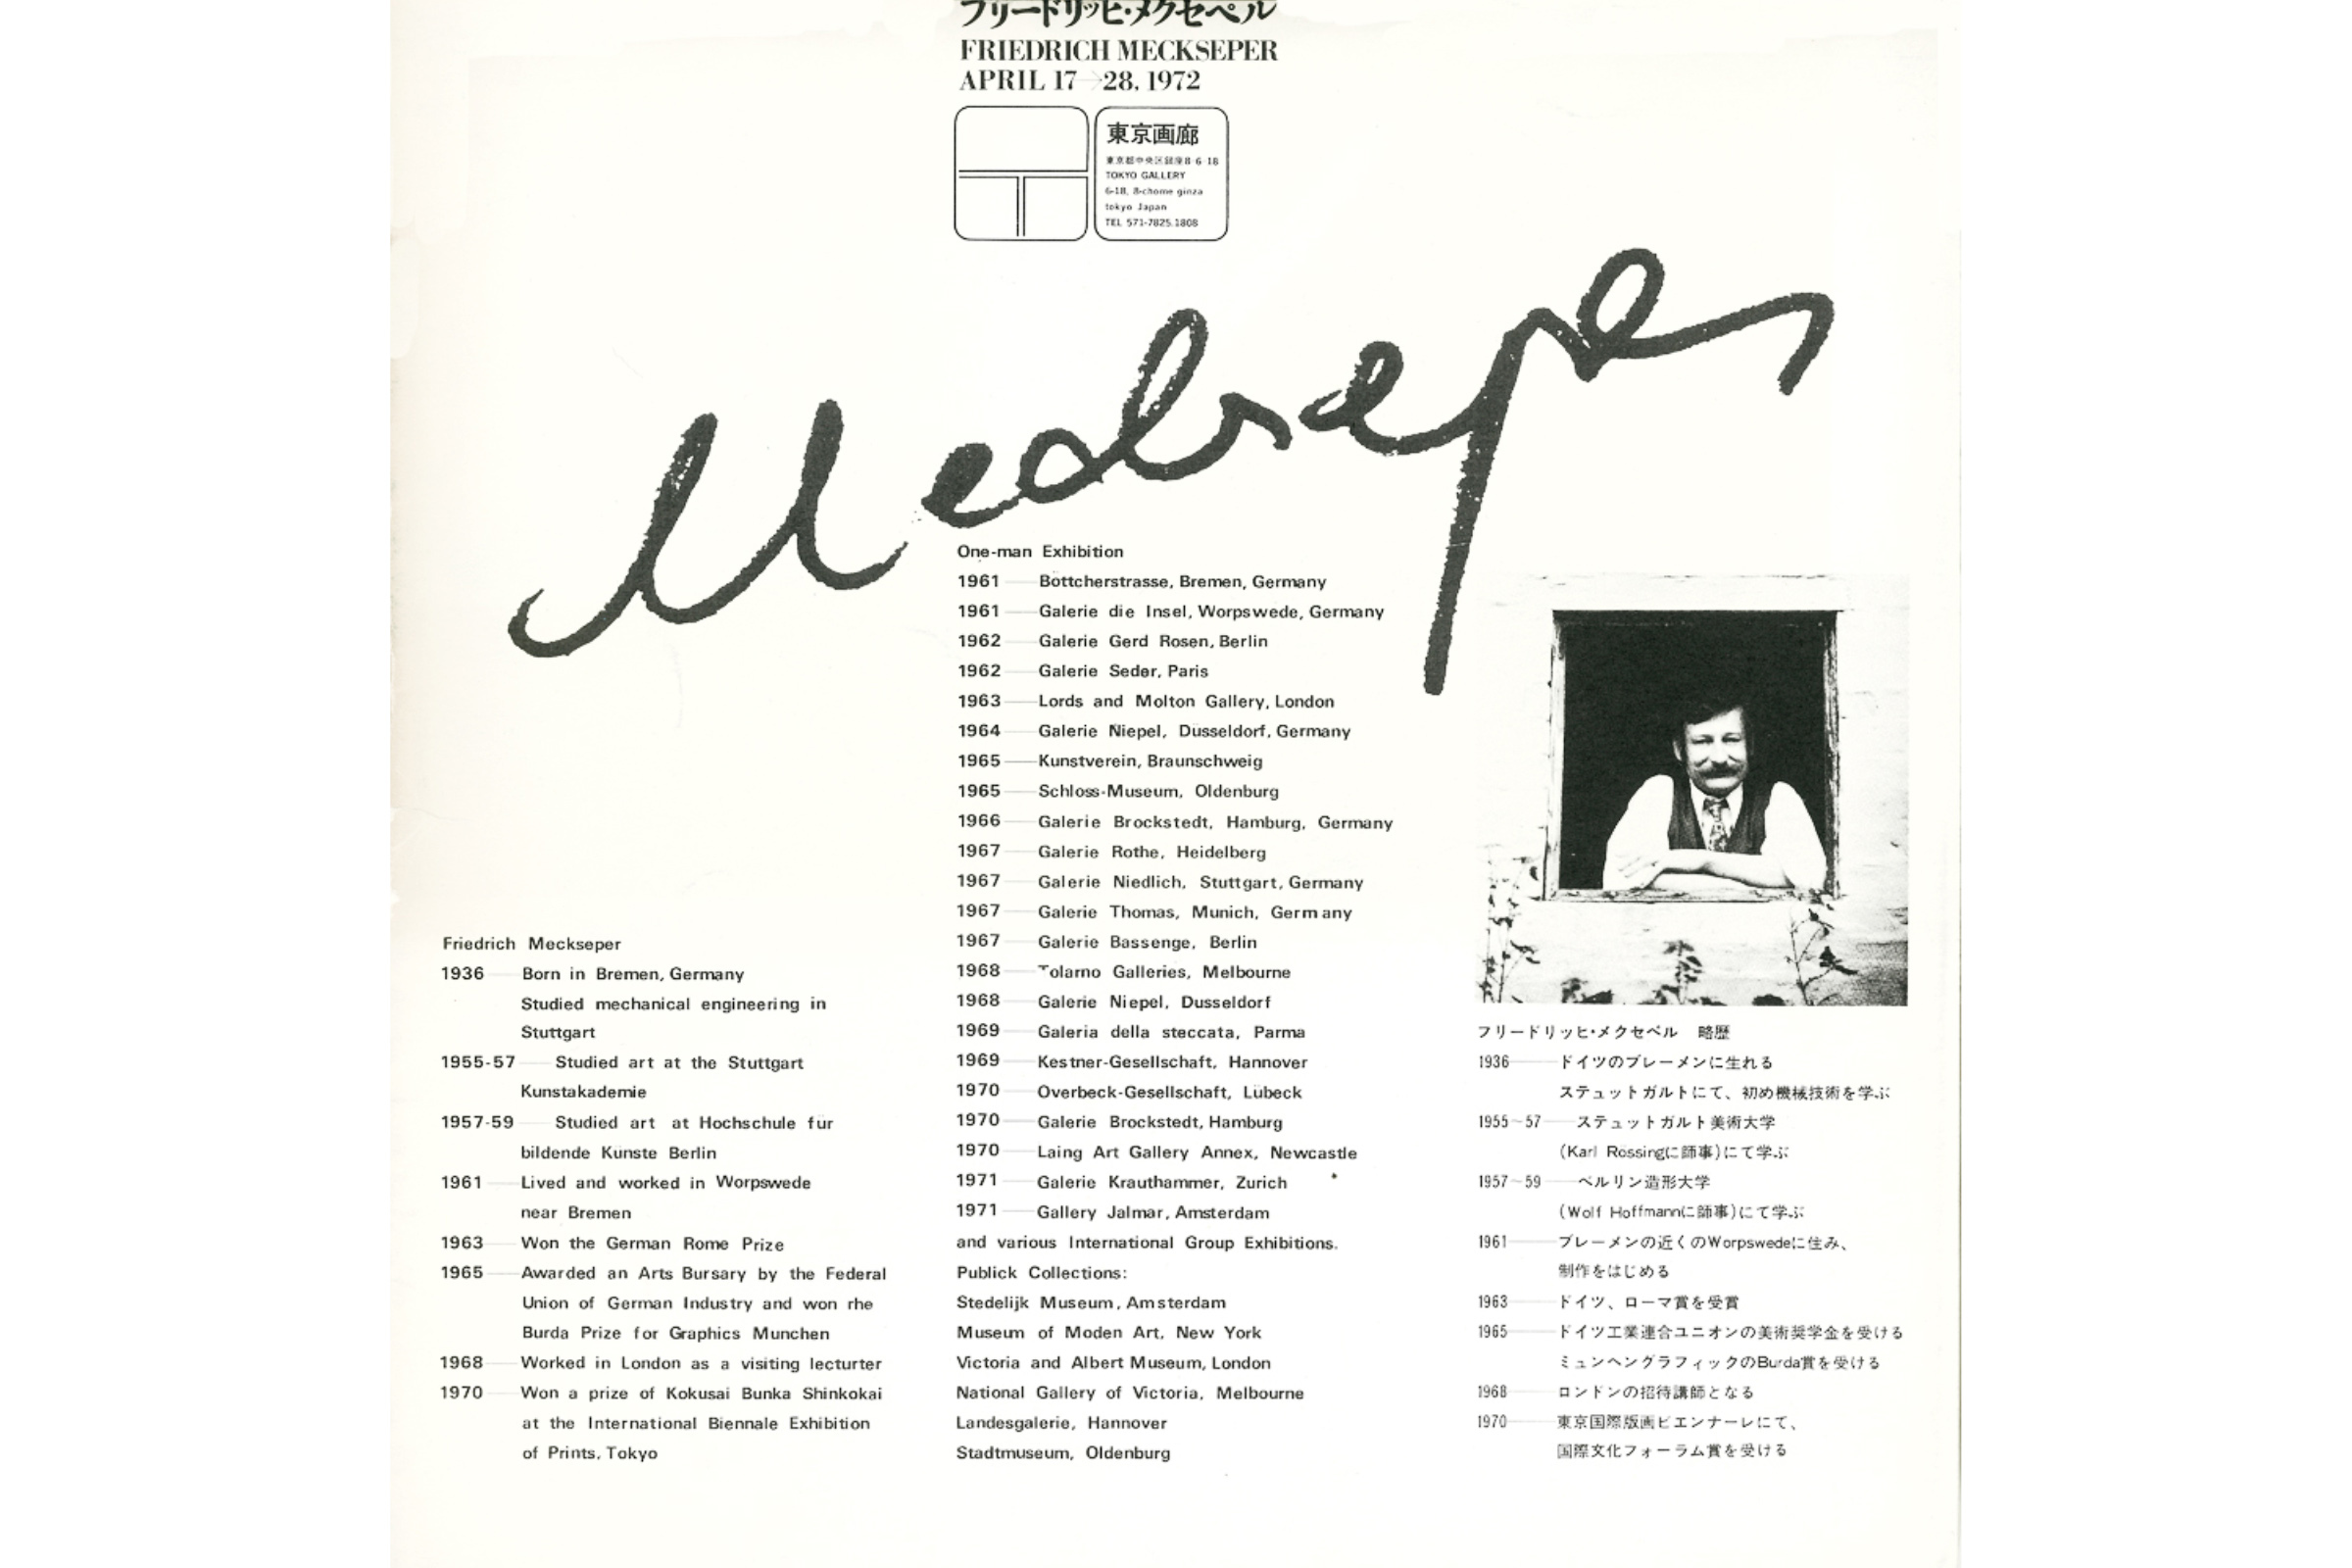 フリードリッヒ・メクセペル
FRIEDRICH MECKSEPER
APRIL 17→28, 1972
東京画廊
東京都中央区銀座8-6-18
TOKYO GALLERY
6-18, 8-chome ginza
tokyo Japan
TEL 571-7825.1808
Meckseper
One-man Exhibition
1961 Böttcherstrasse, Bremen, Germany
1961 Galerie die Insel, Worpswede, Germany
1962 Galerie Gerd Rosen, Berlin
1962 Galerie Seder, Paris
1963 Lords and Molton Gallery, London
1964 Galerie Niepel, Düsseldorf, Germany
1965 Kunstverein, Braunschweig
1965 Schloss-Museum, Oldenburg
1966 Galerie Brockstedt, Hamburg, Germany
1967 Galerie Rothe, Heidelberg
1967 Galerie Niedlich, Stuttgart, Germany
1967 Galerie Thomas, Munich, Germany
1967 Galerie Bassenge, Berlin
1968 Tolarno Galleries, Melbourne
1968 Galerie Niepel, Dusseldorf
1969 Galeria della steccata, Parma
1969 Kestner-Gesellschaft, Hannover
1970 Overbeck-Gesellschaft, Lübeck
1970 Galerie Brockstedt, Hamburg
1970 Laing Art Gallery Annex, Newcastle
1971 Galerie Krauthammer, Zurich
1971 Gallery Jalmar, Amsterdam
and various International Group Exhibitions.
Publick Collections:
Stedelijk Museum, Amsterdam
Museum of Moden Art, New York
Victoria and Albert Museum, London
National Gallery of Victoria, Melbourne
Landesgalerie, Hannover
Stadtmuseum, Oldenburg
Friedrich Meckseper
1936 Born in Bremen, Germany
Studied mechanical engineering in
Stuttgart
1955-57 Studied art at the Stuttgart
Kunstakademie
1957-59 Studied art at Hochschule für
bildende Künste Berlin
1961 Lived and worked in Worpswede
near Bremen
1963 Won the German Rome Prize
1965 Awarded an Arts Bursary by the Federal
Union of German Industry and won rhe
Burda Prize for Graphics Munchen
1968 Worked in London as a visiting lecturter
1970 Won a prize of Kokusai Bunka Shinkokai
at the International Biennale Exhibition
of Prints, Tokyo
フリードリッヒ・メクセペル 略歴
1936 ドイツのブレーメンに生れる
ステュットガルトにて、初め機械技術を学ぶ
1955~57 ステュットガルト美術大学
(Karl Rössingに師事)にて学ぶ
1957~59 ベルリン造形大学
(Wolf Hoffmannに師事)にて学ぶ
1961 ブレーメンの近くのWorpswedeに住み、
制作をはじめる
1963 ドイツ、ローマ賞を受賞
1965 ドイツ工業連合ユニオンの美術奨学金を受ける
ミュンヘングラフィックのBurda賞を受ける
1968 ロンドンの招待講師となる
1970 東京国際版画ビエンナーレにて、
国際文化フォーラム賞を受ける